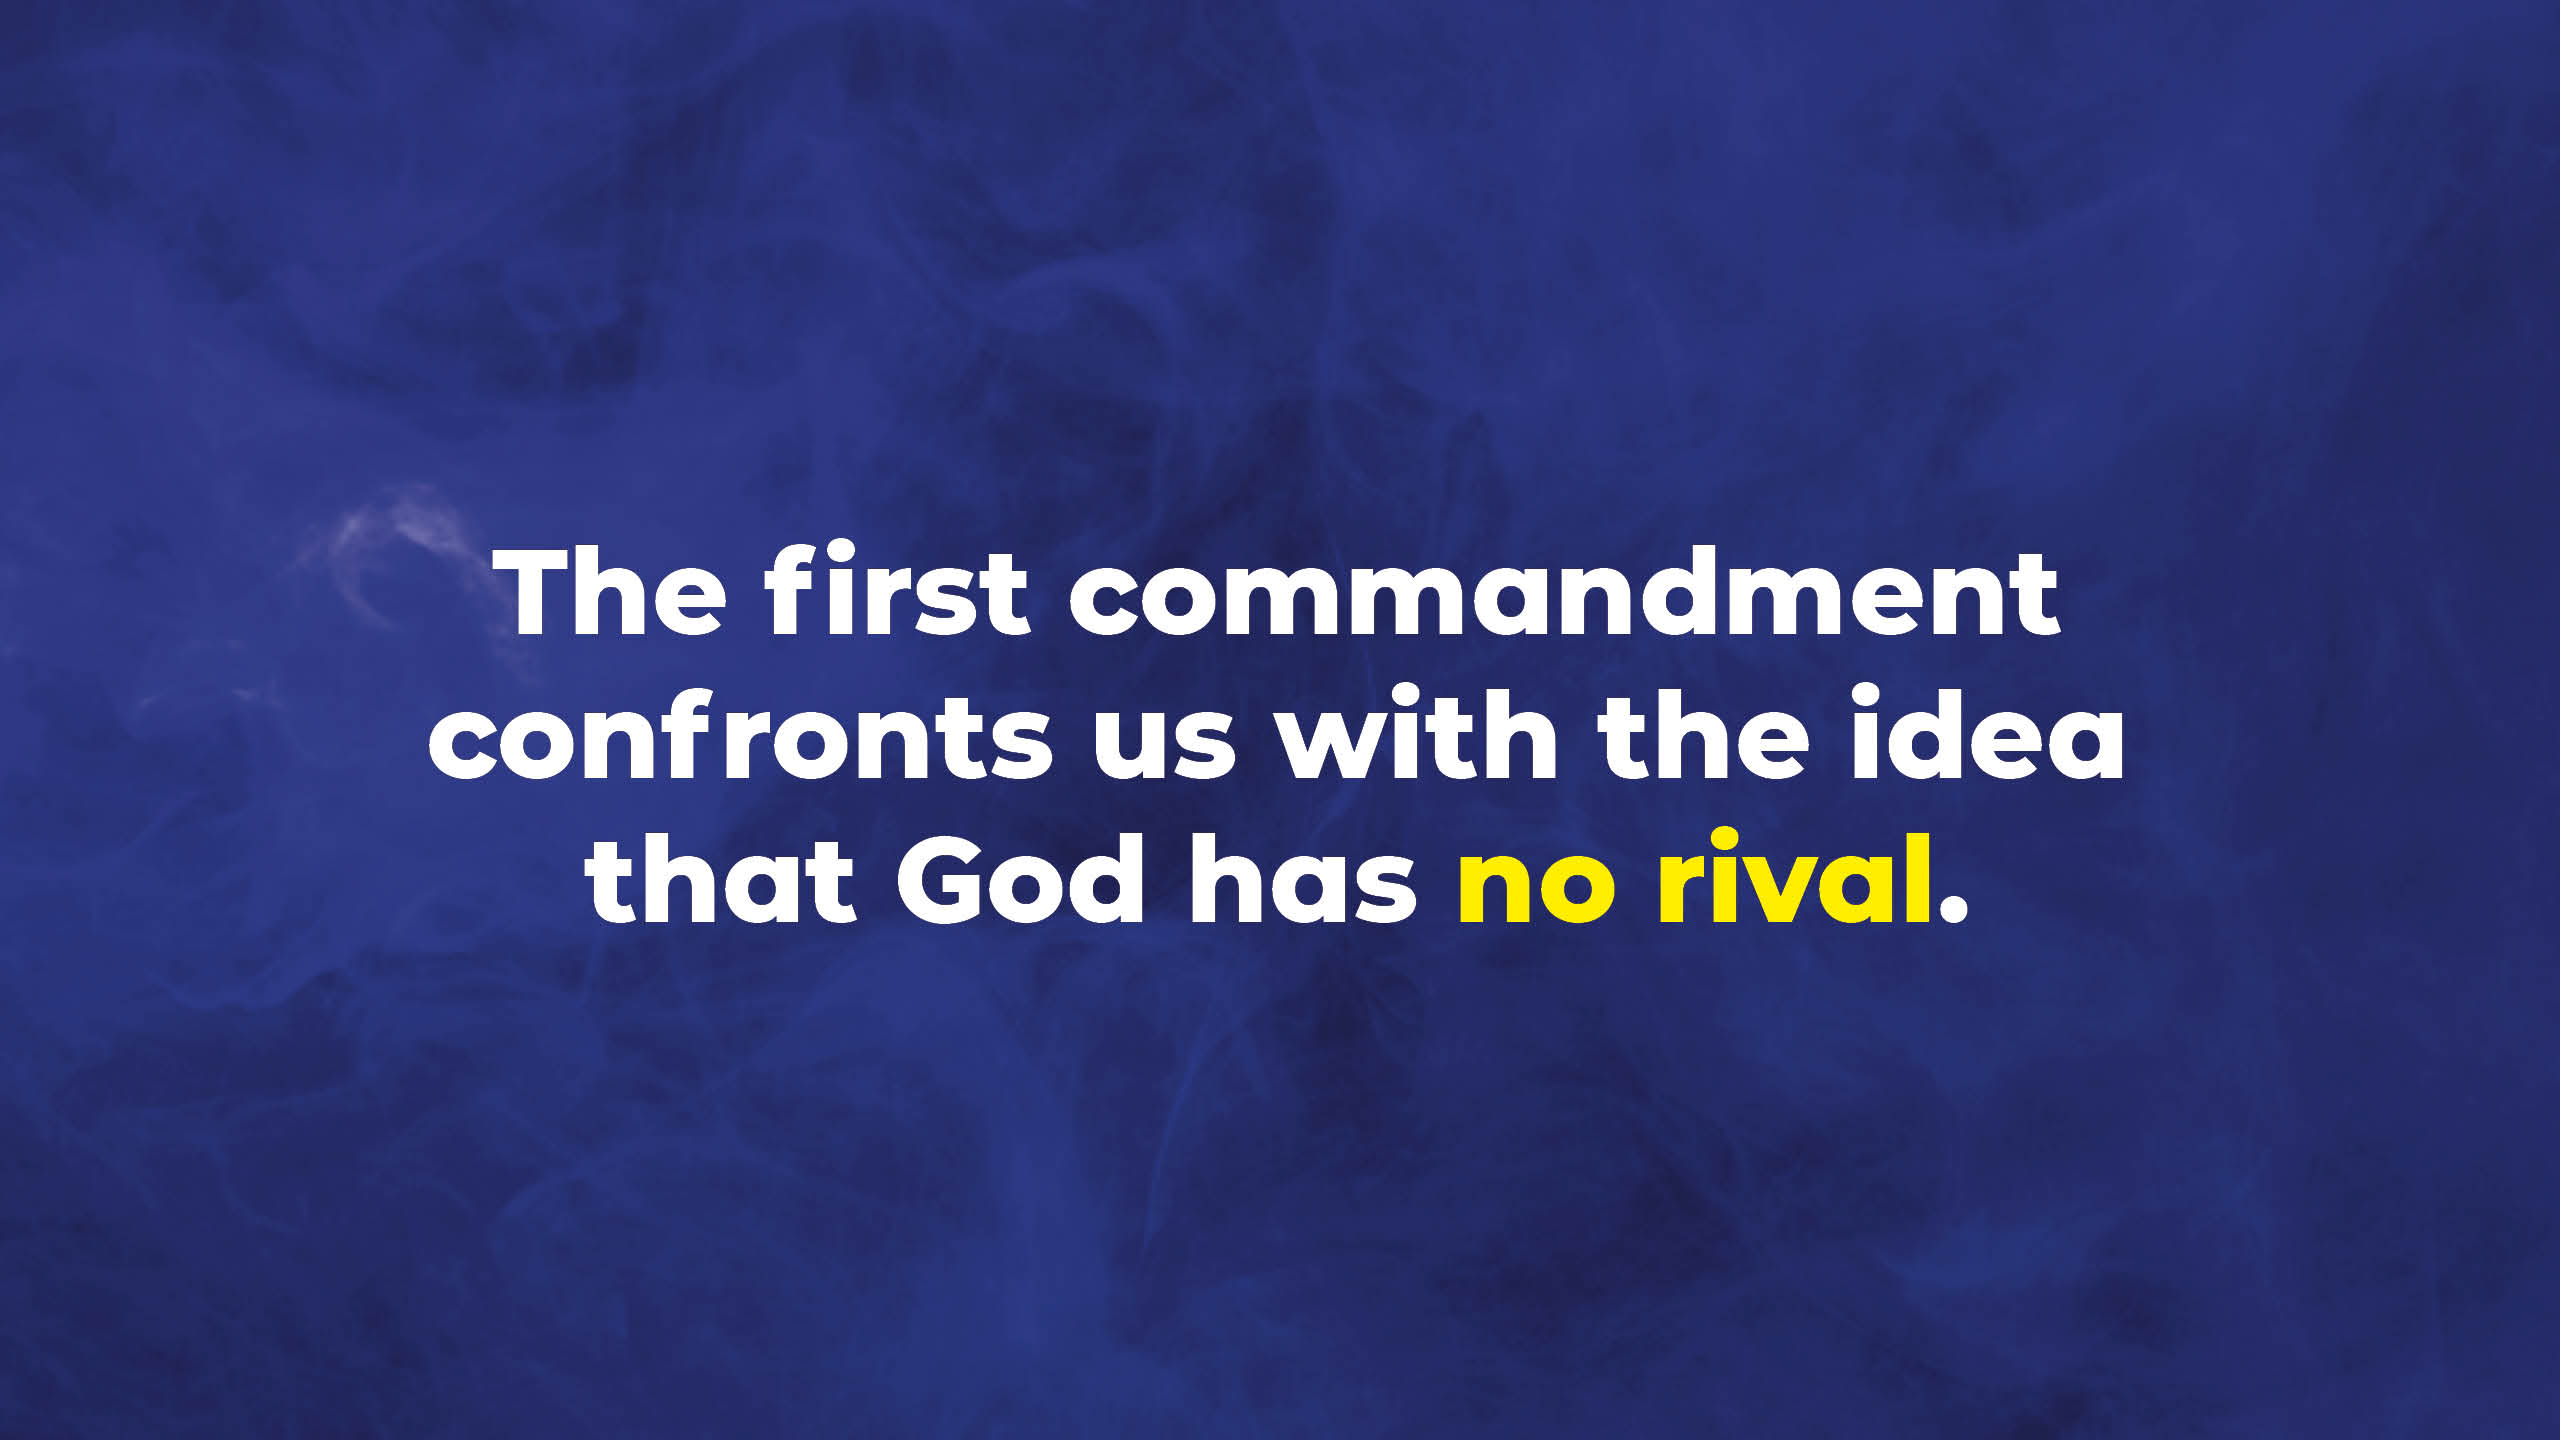 The first commandment
confronts us with the idea
that God has no rival.